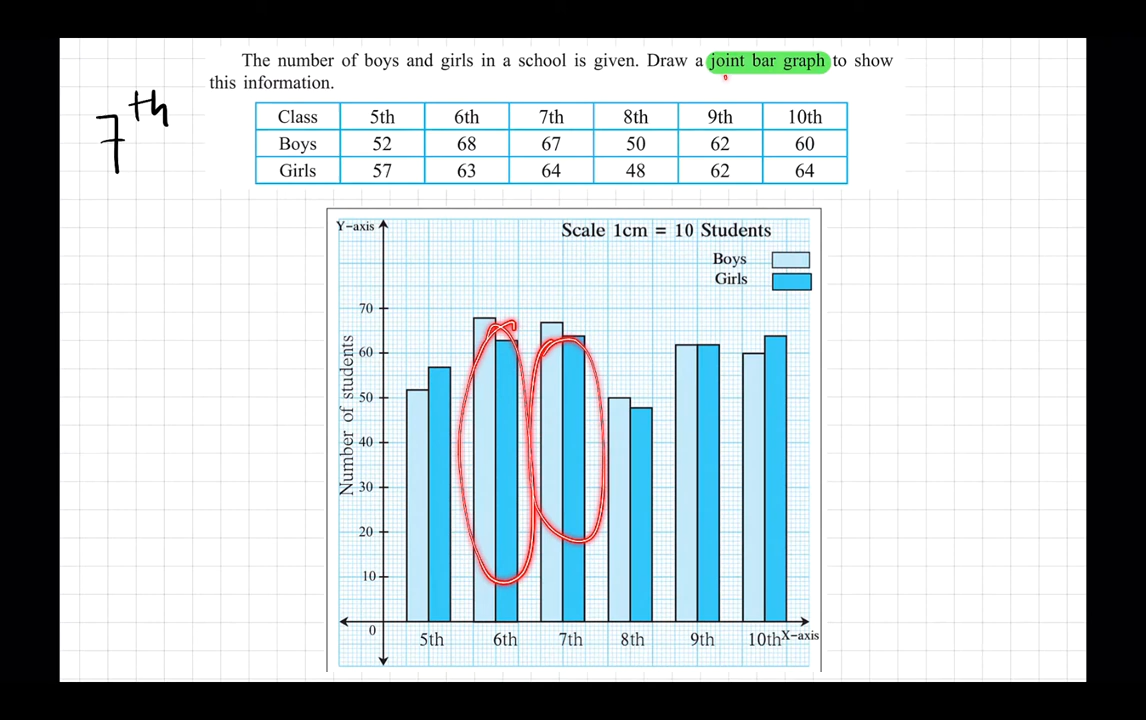 The number of boys and girls in a school is given. Draw a joint bar graph to show
this information.
7th
Class 5th 6th 7th 8th 9th 10th
Boys 52 68 67 50 62 60
Girls 57 63 64 48 62 64
Y-axis
Scale 1cm = 10 Students
Boys
Girls
70
60
50
40
30
20
10
0
Number of students
5th 6th 7th 8th 9th 10th X-axis